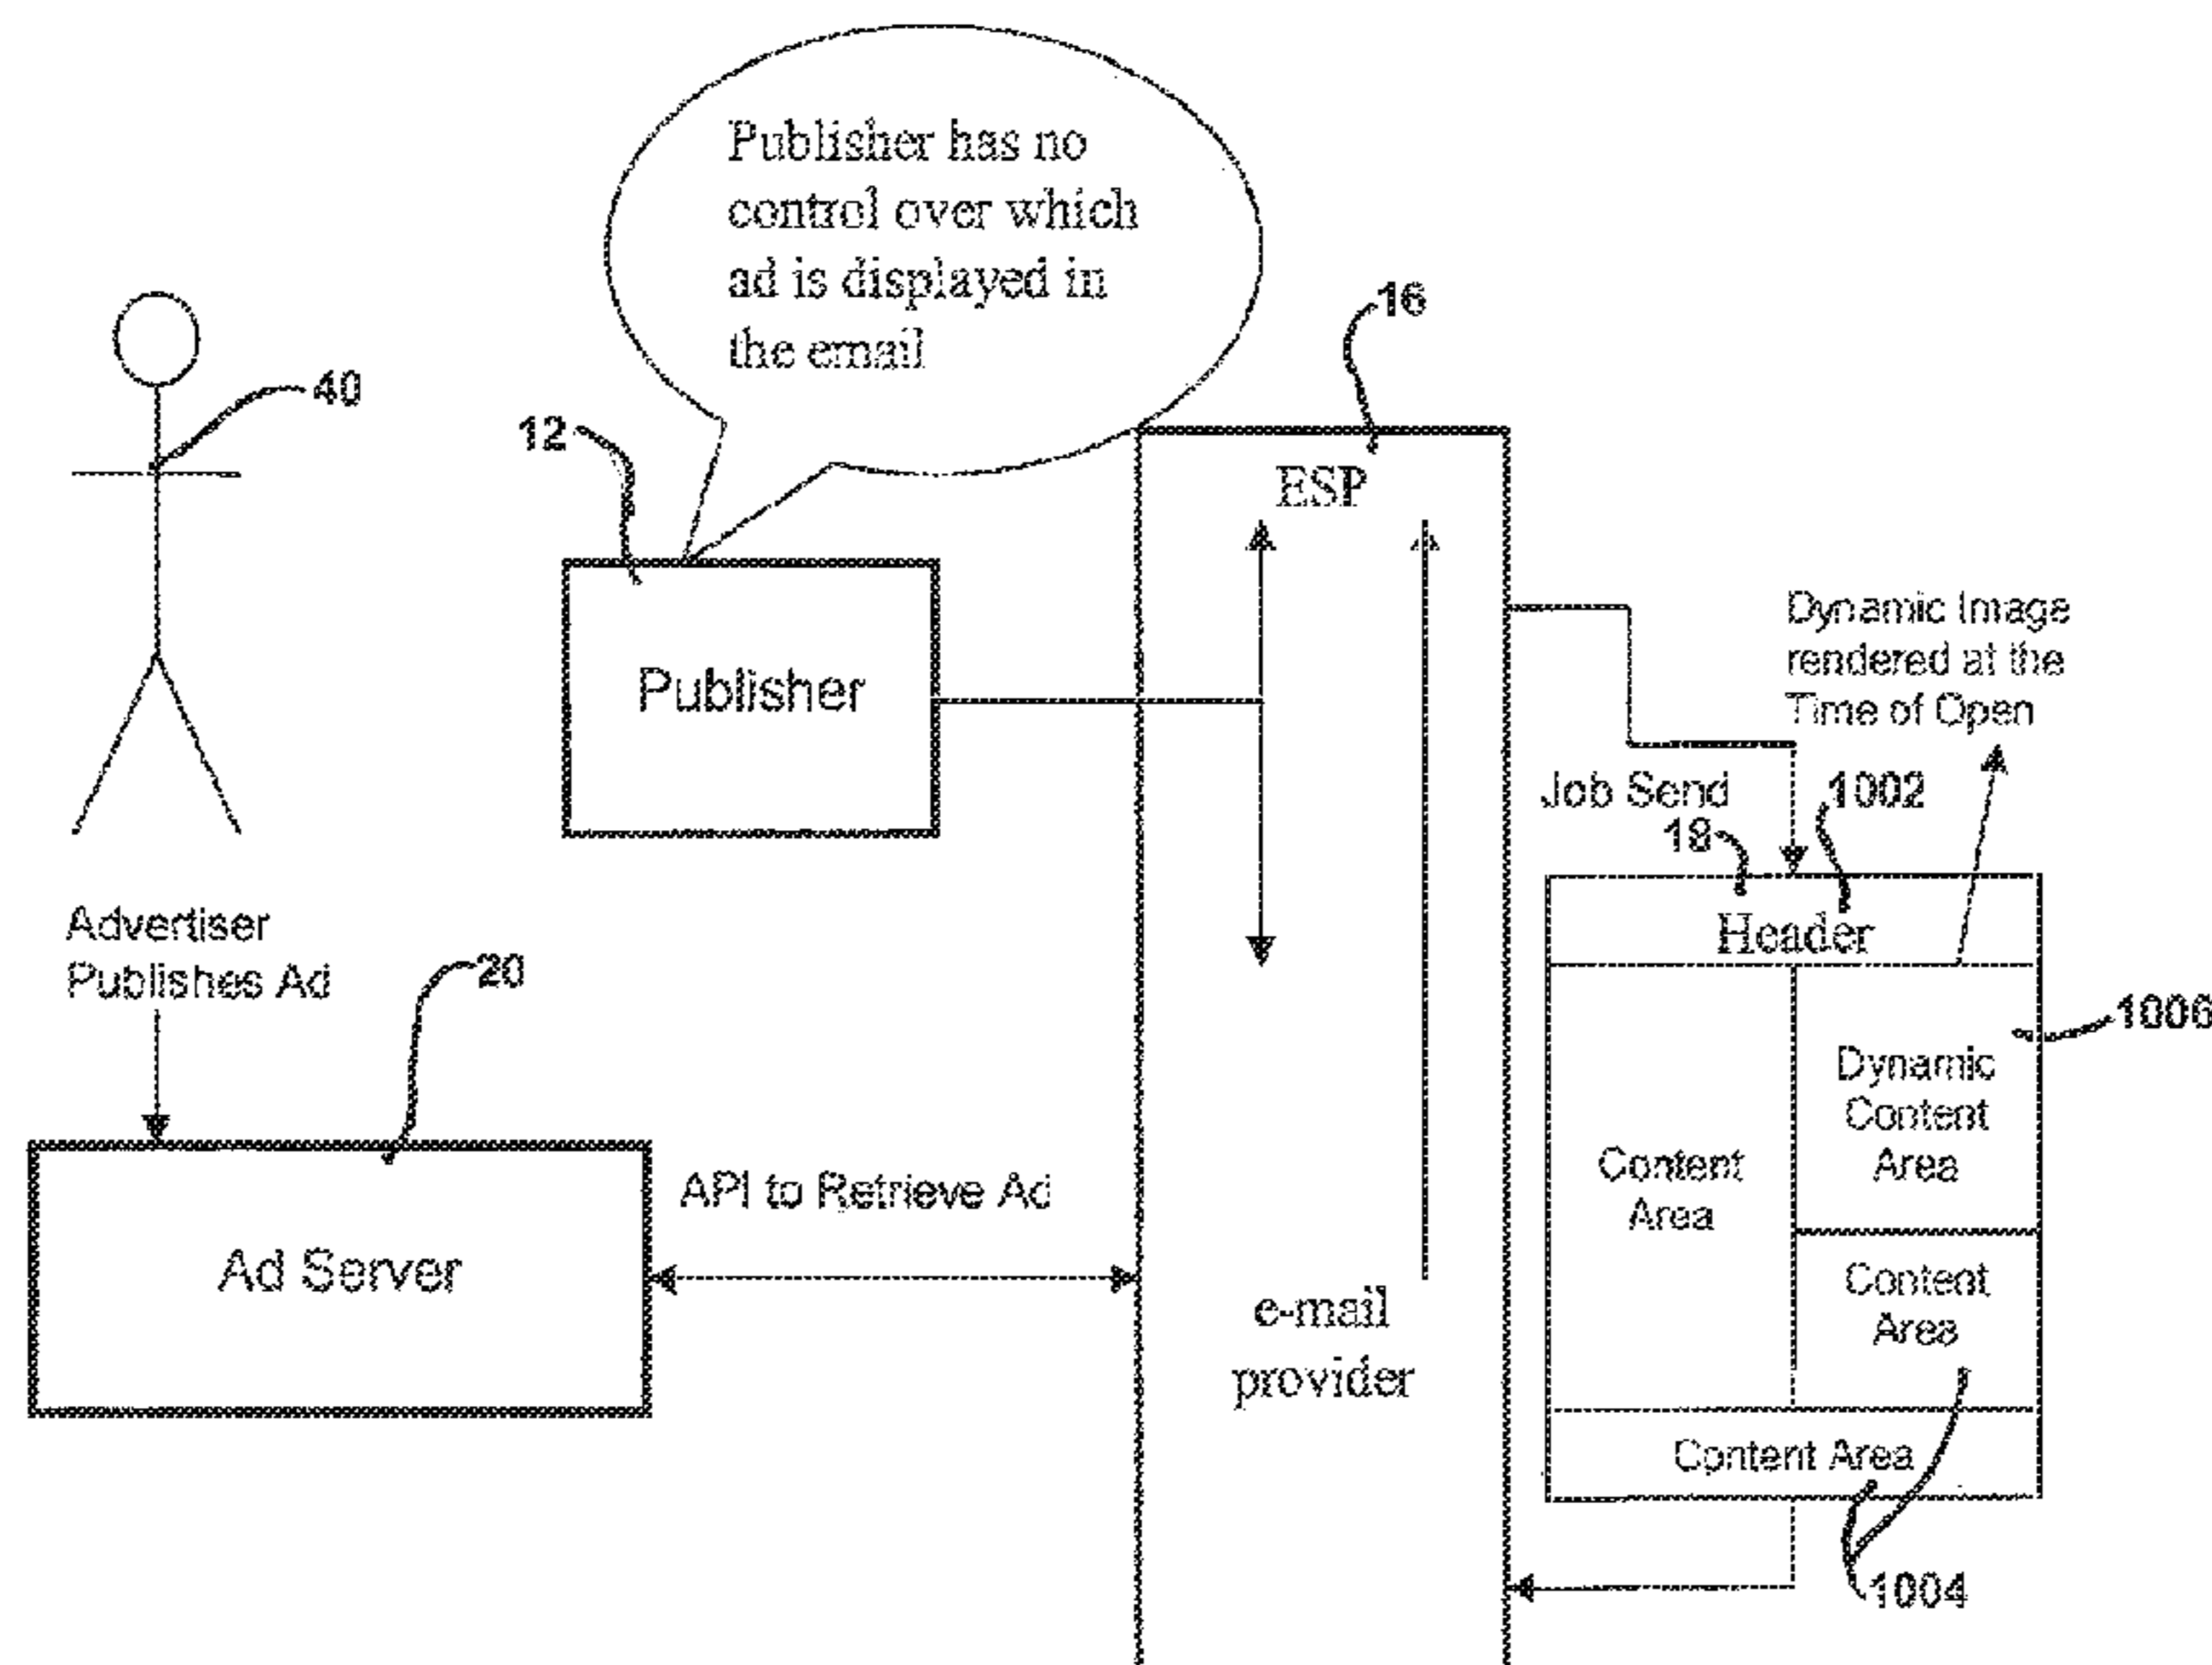 Publisher has no
control over which
ad is displayed in
the email
16
40
12
ESP
Dynamic Image
rendered at the
Time of Open
Publisher
Job Send
1002
18
Header
Advertiser
Publishes Ad
20
1006
Dynamic
Content
Area
Content
Area
API to Retrieve Ad
Ad Server
Content
Area
e-mail
provider
Content Area
1004